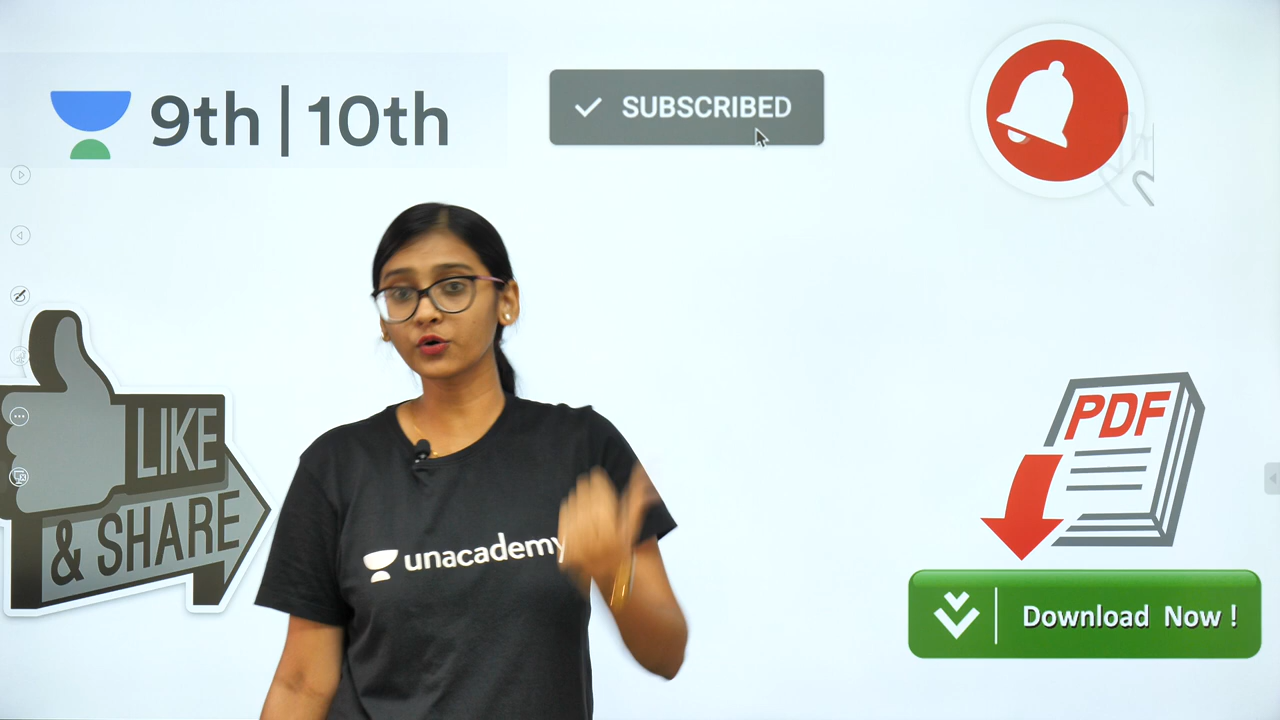 9th | 10th
SUBSCRIBED
LIKE
& SHARE
unacademy
PDF
Download Now !